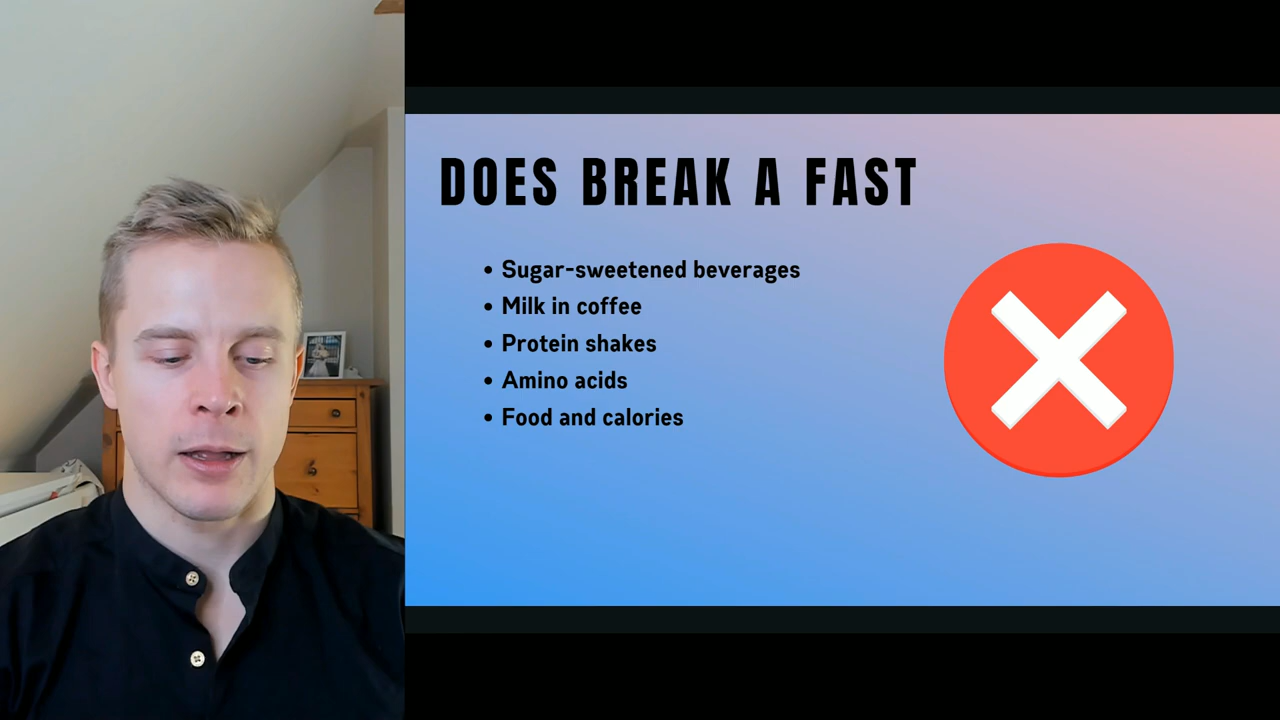 DOES BREAK A FAST
• Sugar-sweetened beverages
• Milk in coffee
• Protein shakes
• Amino acids
• Food and calories